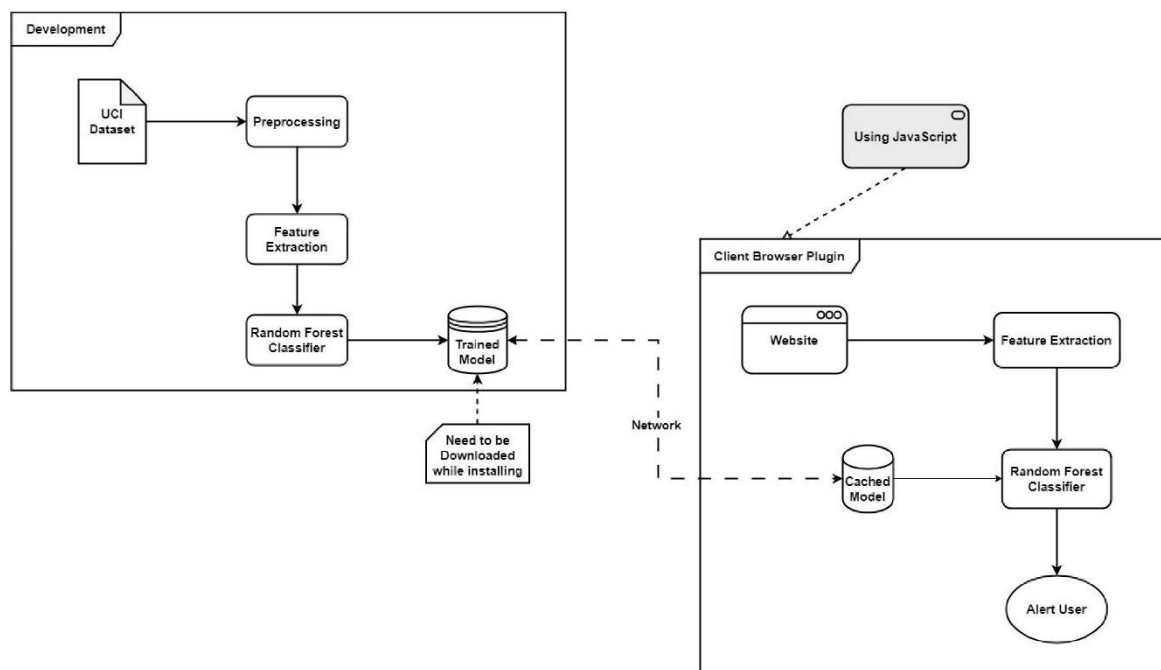 Development
UCI
Dataset
Preprocessing
Feature
Extraction
Random Forest
Classifier
Trained
Model
Need to be
Downloaded
while installing
Network
Using JavaScript
Client Browser Plugin
Website
Feature Extraction
Cached
Model
Random Forest
Classifier
Alert User